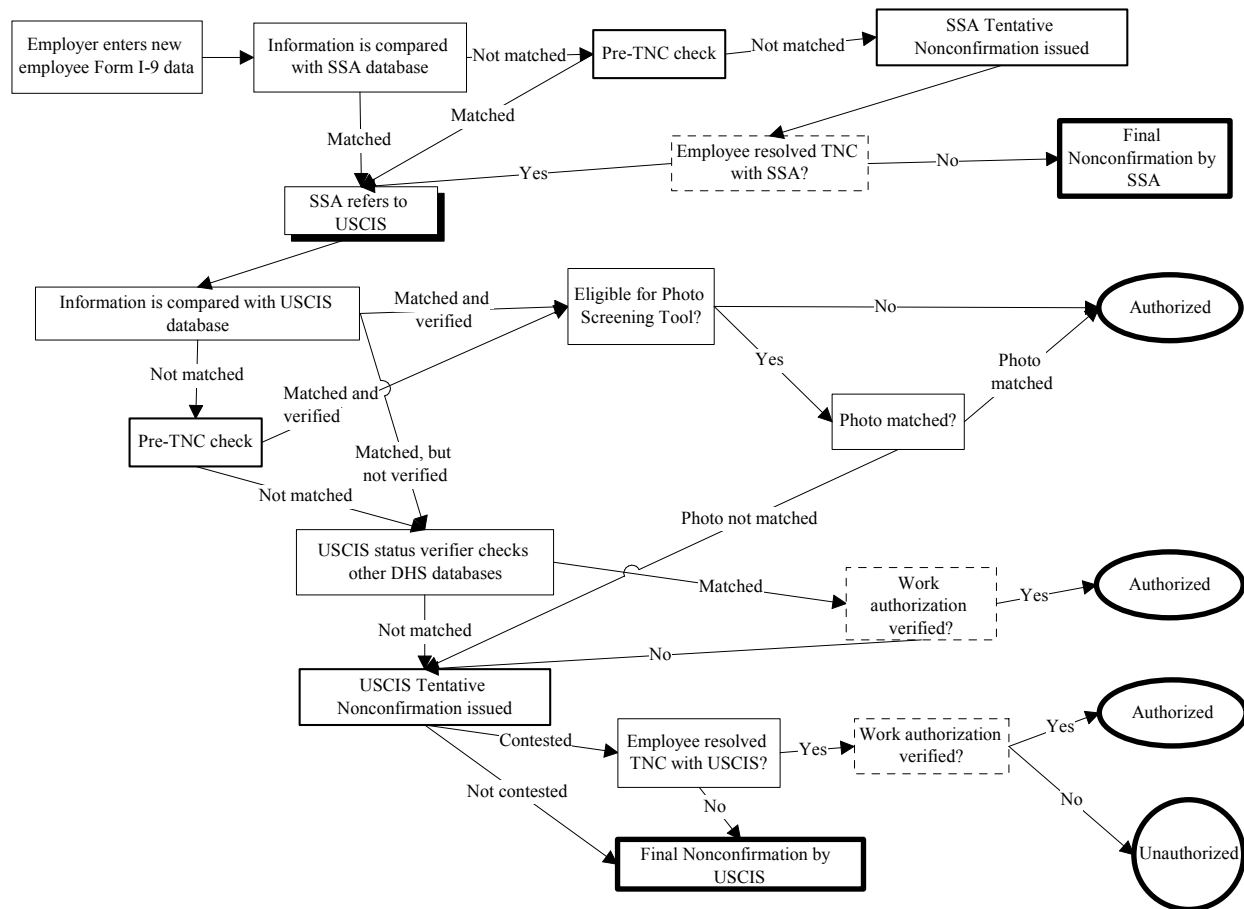 Employer enters new
employee Form I-9 data
Information is compared
with SSA database
Not matched
Pre-TNC check
Not matched
SSA Tentative
Nonconfirmation issued
Matched
Matched
Employee resolved TNC
with SSA?
Yes
No
Final
Nonconfirmation by
SSA
SSA refers to
USCIS
Information is compared with USCIS
database
Matched and
verified
Eligible for Photo
Screening Tool?
No
Authorized
Yes
Photo
matched
Not matched
Matched and
verified
Photo matched?
Pre-TNC check
Matched, but
not verified
Not matched
Photo not matched
USCIS status verifier checks
other DHS databases
Matched
Work
authorization
verified?
Yes
Authorized
Not matched
No
USCIS Tentative
Nonconfirmation issued
Contested
Employee resolved
TNC with USCIS?
Yes
Work authorization
verified?
Yes
Authorized
Not contested
No
No
Final Nonconfirmation by
USCIS
Unauthorized